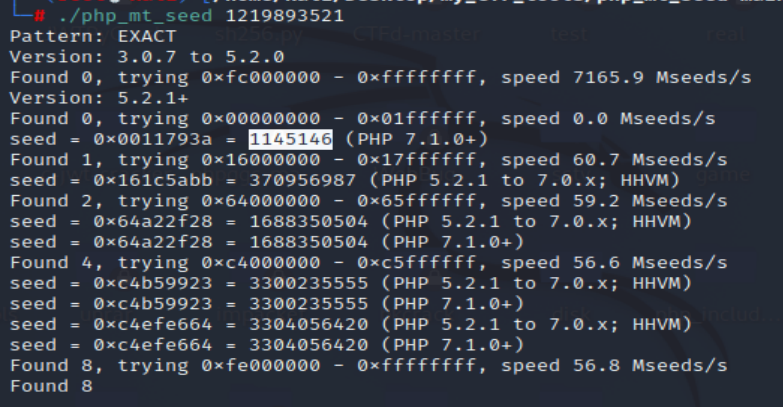 └─# ./php_mt_seed 1219893521
Pattern: EXACT
Version: 3.0.7 to 5.2.0
Found 0, trying 0×fc000000 - 0×ffffffff, speed 7165.9 Mseeds/s
Version: 5.2.1+
Found 0, trying 0×00000000 - 0×01ffffff, speed 0.0 Mseeds/s
seed = 0×0011793a = 1145146 (PHP 7.1.0+)
Found 1, trying 0×16000000 - 0×17ffffff, speed 60.7 Mseeds/s
seed = 0×161c5abb = 370956987 (PHP 5.2.1 to 7.0.x; HHVM)
Found 2, trying 0×64000000 - 0×65ffffff, speed 59.2 Mseeds/s
seed = 0×64a22f28 = 1688350504 (PHP 5.2.1 to 7.0.x; HHVM)
seed = 0×64a22f28 = 1688350504 (PHP 7.1.0+)
Found 4, trying 0×c4000000 - 0×c5ffffff, speed 56.6 Mseeds/s
seed = 0×c4b59923 = 3300235555 (PHP 5.2.1 to 7.0.x; HHVM)
seed = 0×c4b59923 = 3300235555 (PHP 7.1.0+)
seed = 0×c4efe664 = 3304056420 (PHP 5.2.1 to 7.0.x; HHVM)
seed = 0×c4efe664 = 3304056420 (PHP 7.1.0+)
Found 8, trying 0×fe000000 - 0×ffffffff, speed 56.8 Mseeds/s
Found 8